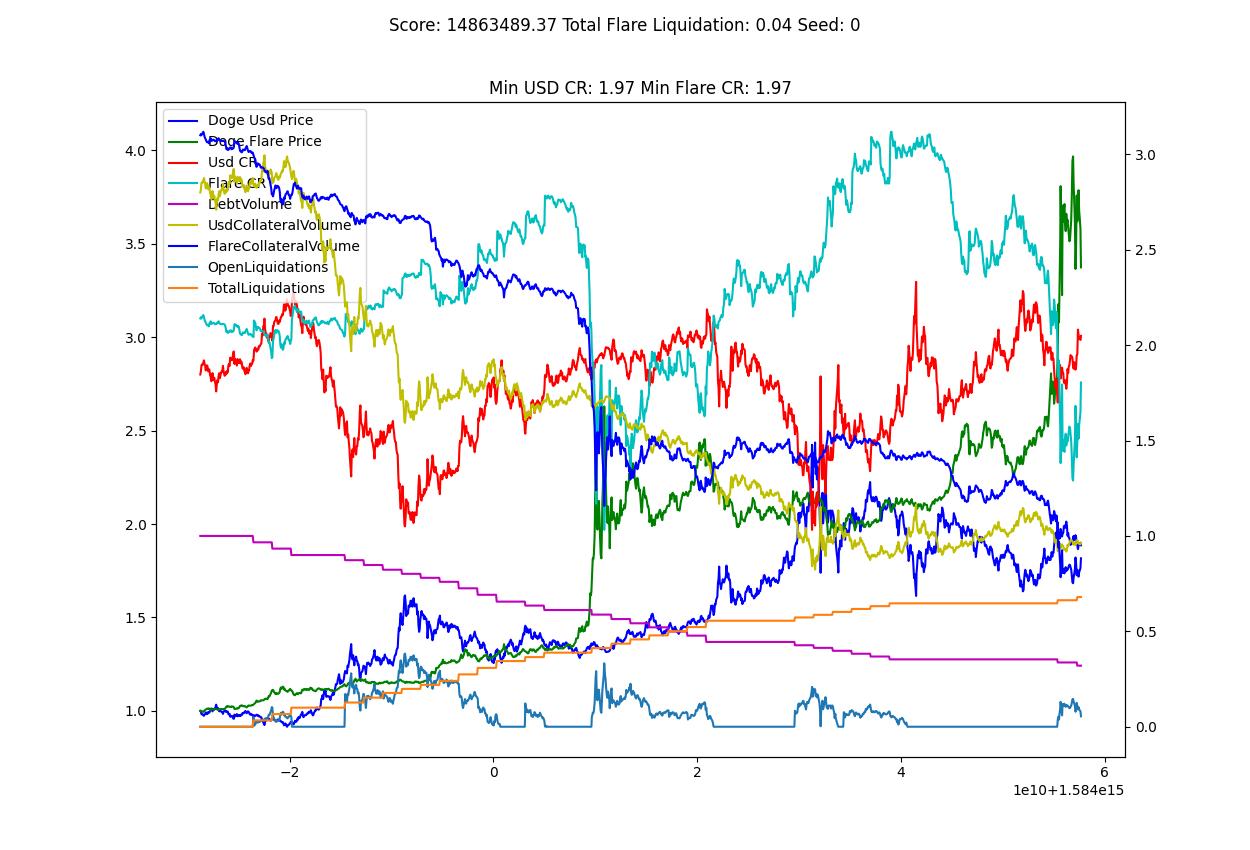 Score: 14863489.37 Total Flare Liquidation: 0.04 Seed: 0
Min USD CR: 1.97 Min Flare CR: 1.97
Doge Usd Price
Doge Flare Price
Usd CR
Flare CR
DebtVolume
UsdCollateralVolume
FlareCollateralVolume
OpenLiquidations
TotalLiquidations
4.0
3.5
3.0
2.5
2.0
1.5
1.0
3.0
2.5
2.0
1.5
1.0
0.5
0.0
−2 0 2 4 6
1e10+1.584e15